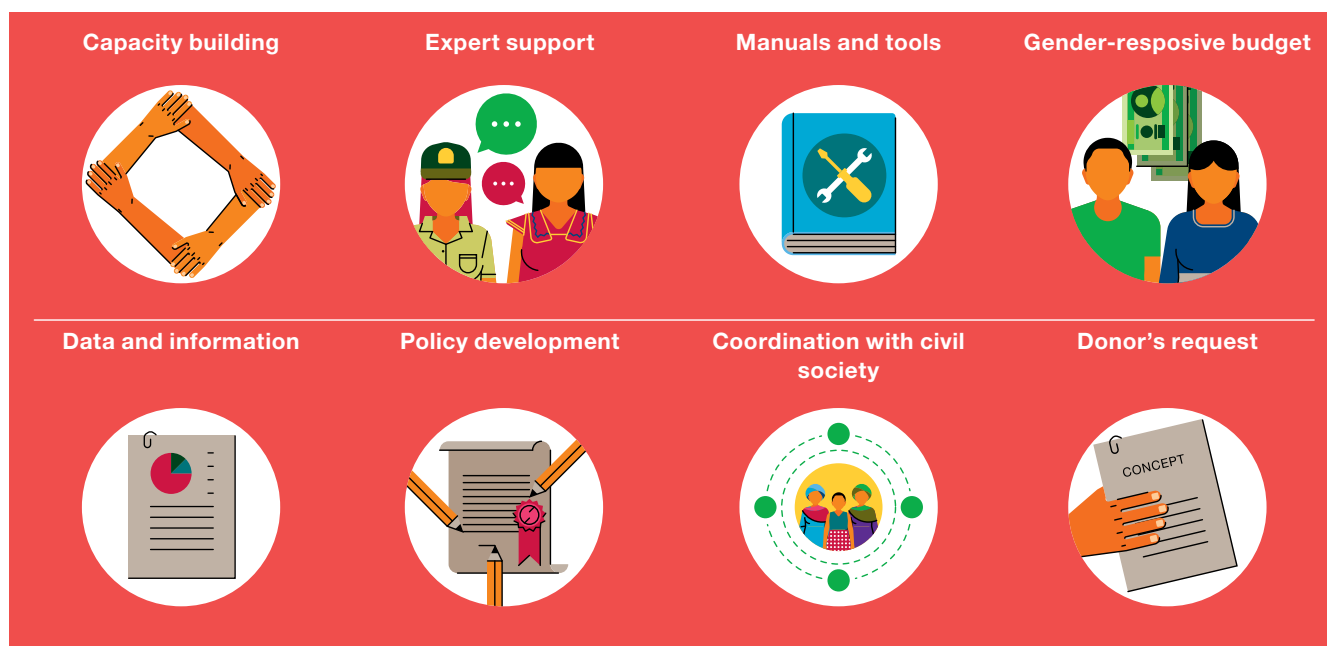 Capacity building
Expert support
Manuals and tools
Gender-resposive budget
Data and information
Policy development
Coordination with civil
society
Donor's request
CONCEPT